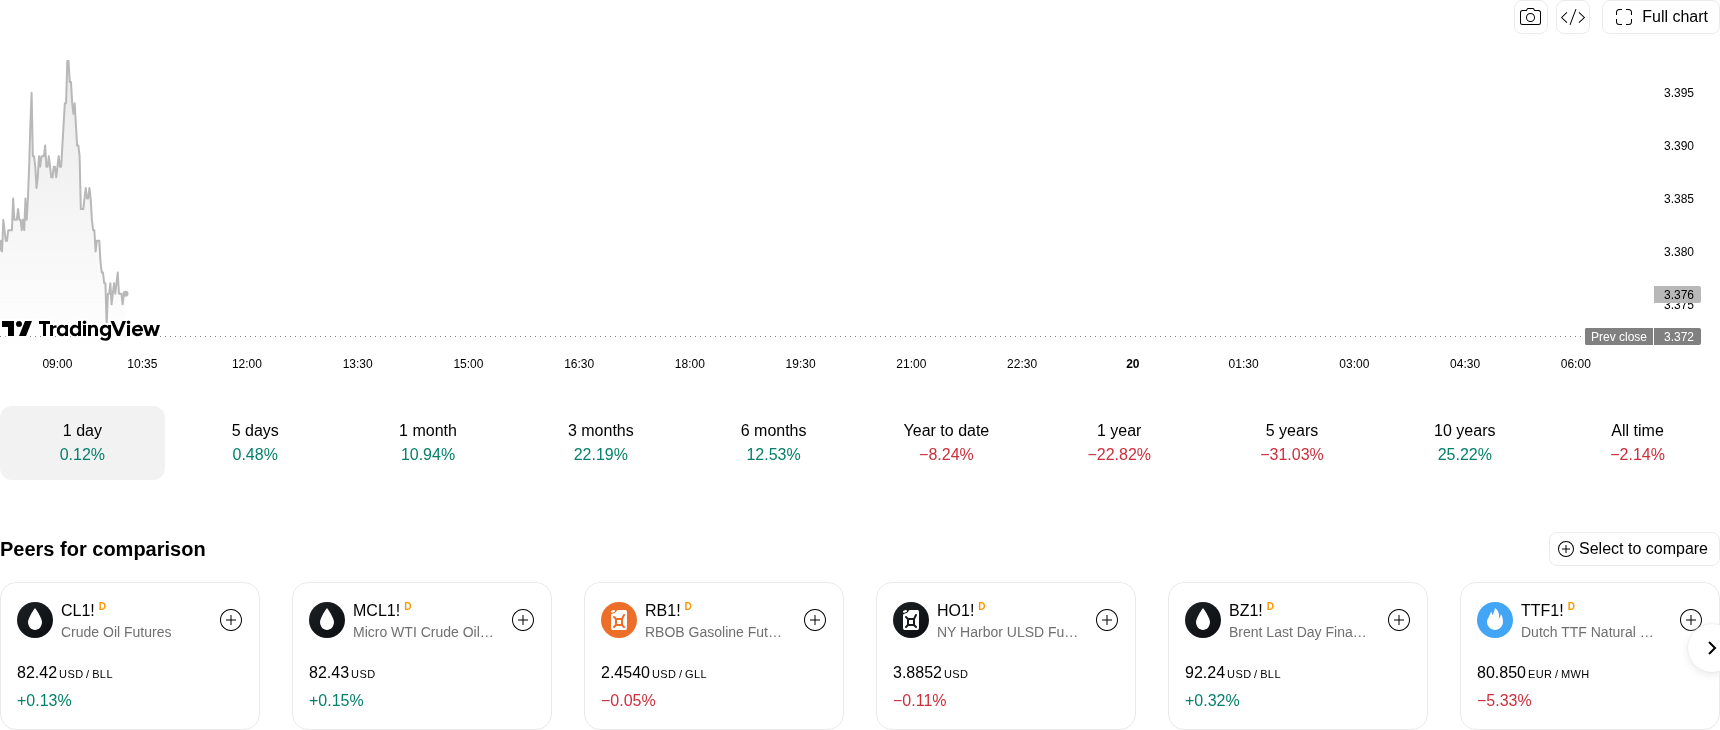 Full chart
3.395
3.390
3.385
3.380
3.376
3.375
TradingView
Prev close 3.372
09:00 10:35 12:00 13:30 15:00 16:30 18:00 19:30 21:00 22:30 20 01:30 03:00 04:30 06:00
1 day 5 days 1 month 3 months 6 months Year to date 1 year 5 years 10 years All time
0.12% 0.48% 10.94% 22.19% 12.53% −8.24% −22.82% −31.03% 25.22% −2.14%
Peers for comparison
Select to compare
CL1! D
Crude Oil Futures
82.42 USD / BLL
+0.13%
MCL1! D
Micro WTI Crude Oil…
82.43 USD
+0.15%
RB1! D
RBOB Gasoline Fut…
2.4540 USD / GLL
−0.05%
HO1! D
NY Harbor ULSD Fu…
3.8852 USD
−0.11%
BZ1! D
Brent Last Day Fina…
92.24 USD / BLL
+0.32%
TTF1! D
Dutch TTF Natural …
80.850 EUR / MWH
−5.33%